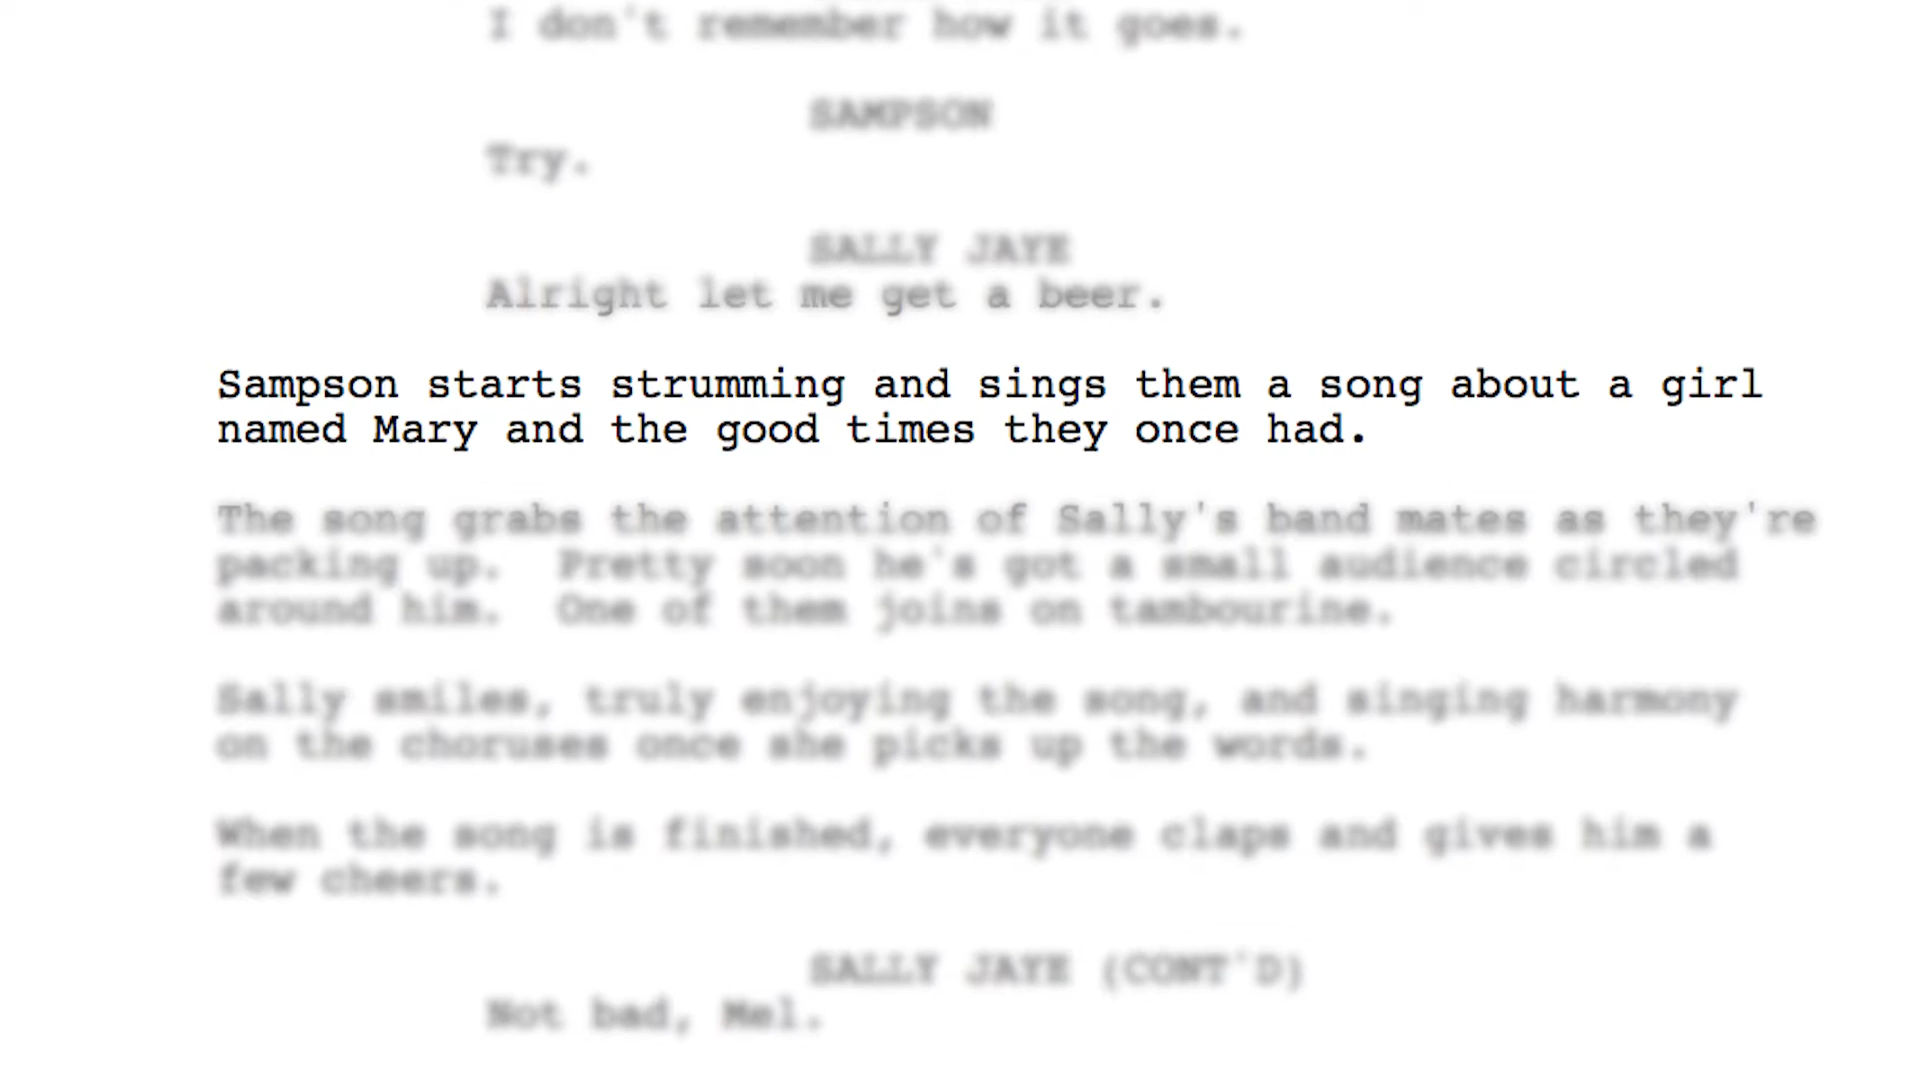 I don't remember how it goes.
SAMPSON
Try.
SALLY JAYE
Alright let me get a beer.
Sampson starts strumming and sings them a song about a girl
named Mary and the good times they once had.
The song grabs the attention of Sally's band mates as they're
packing up.  Pretty soon he's got a small audience circled
around him.  One of them joins on tambourine.
Sally smiles, truly enjoying the song, and singing harmony
on the choruses once she picks up the words.
When the song is finished, everyone claps and gives him a
few cheers.
SALLY JAYE (CONT'D)
Not bad, Mel.